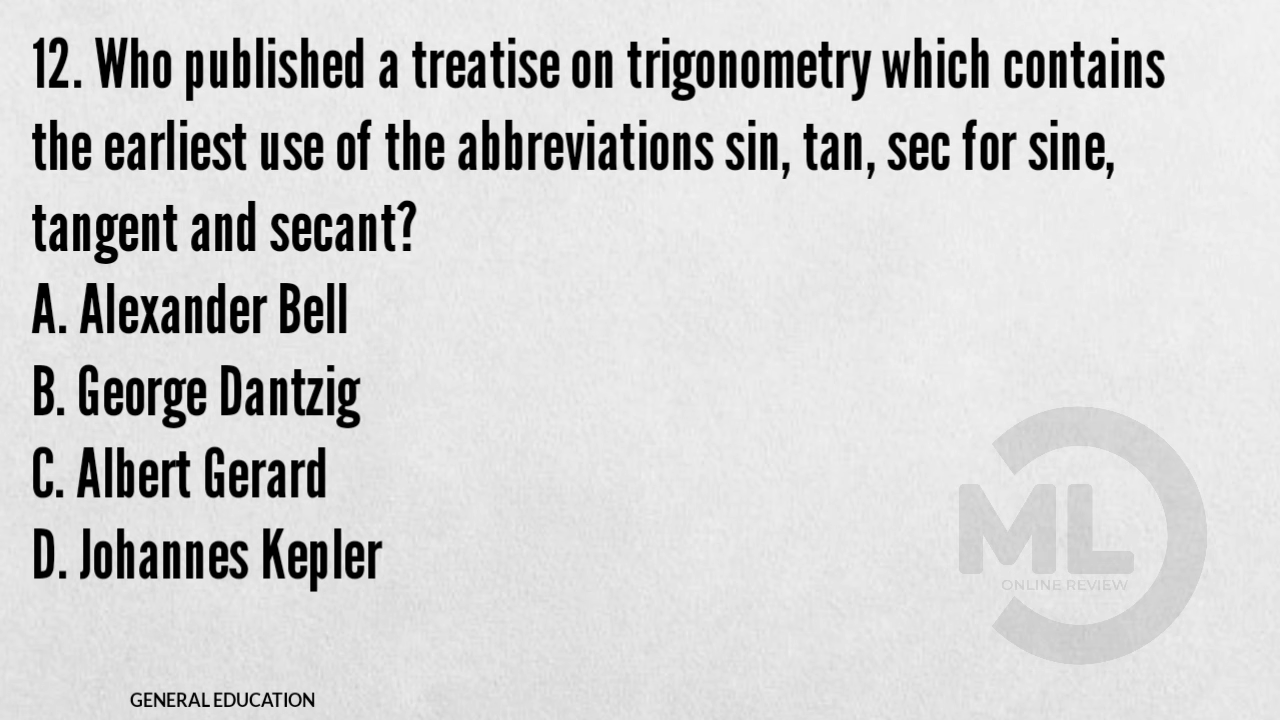 12. Who published a treatise on trigonometry which contains
the earliest use of the abbreviations sin, tan, sec for sine,
tangent and secant?
A. Alexander Bell
B. George Dantzig
C. Albert Gerard
D. Johannes Kepler
ML
ONLINE REVIEW
GENERAL EDUCATION